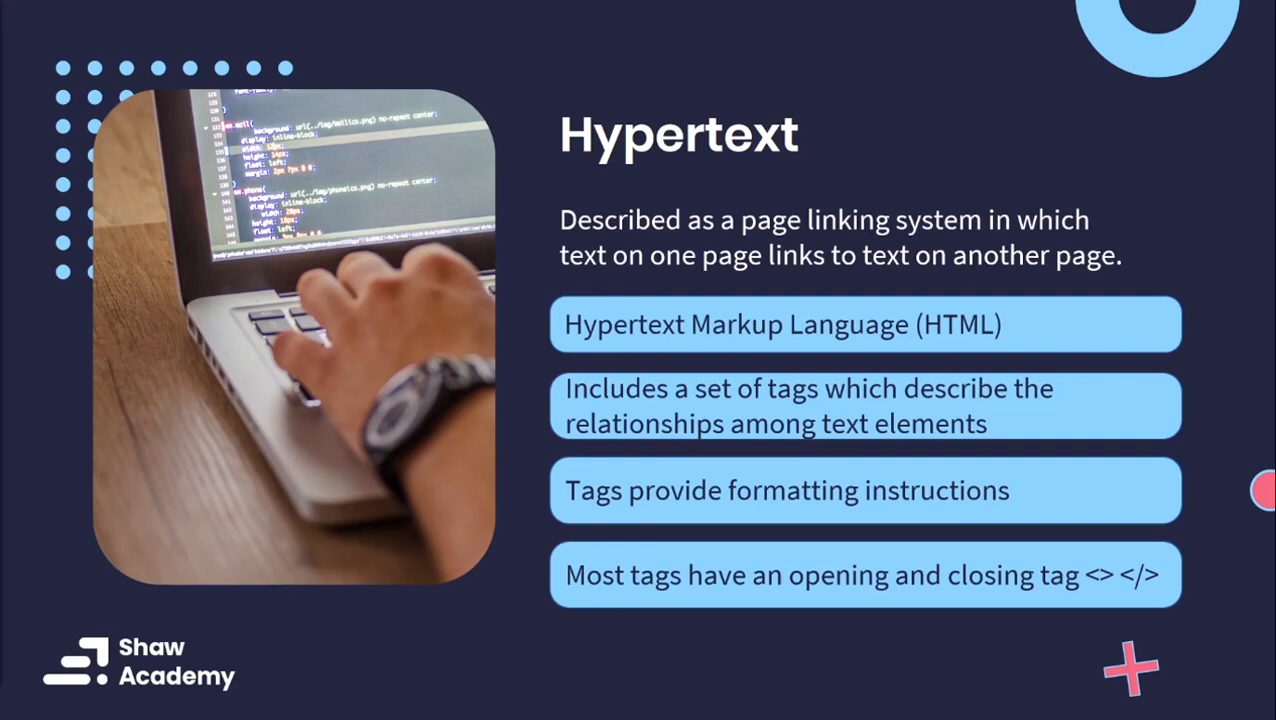 Hypertext
Described as a page linking system in which
text on one page links to text on another page.
Hypertext Markup Language (HTML)
Includes a set of tags which describe the
relationships among text elements
Tags provide formatting instructions
Most tags have an opening and closing tag <> </>
Shaw
Academy